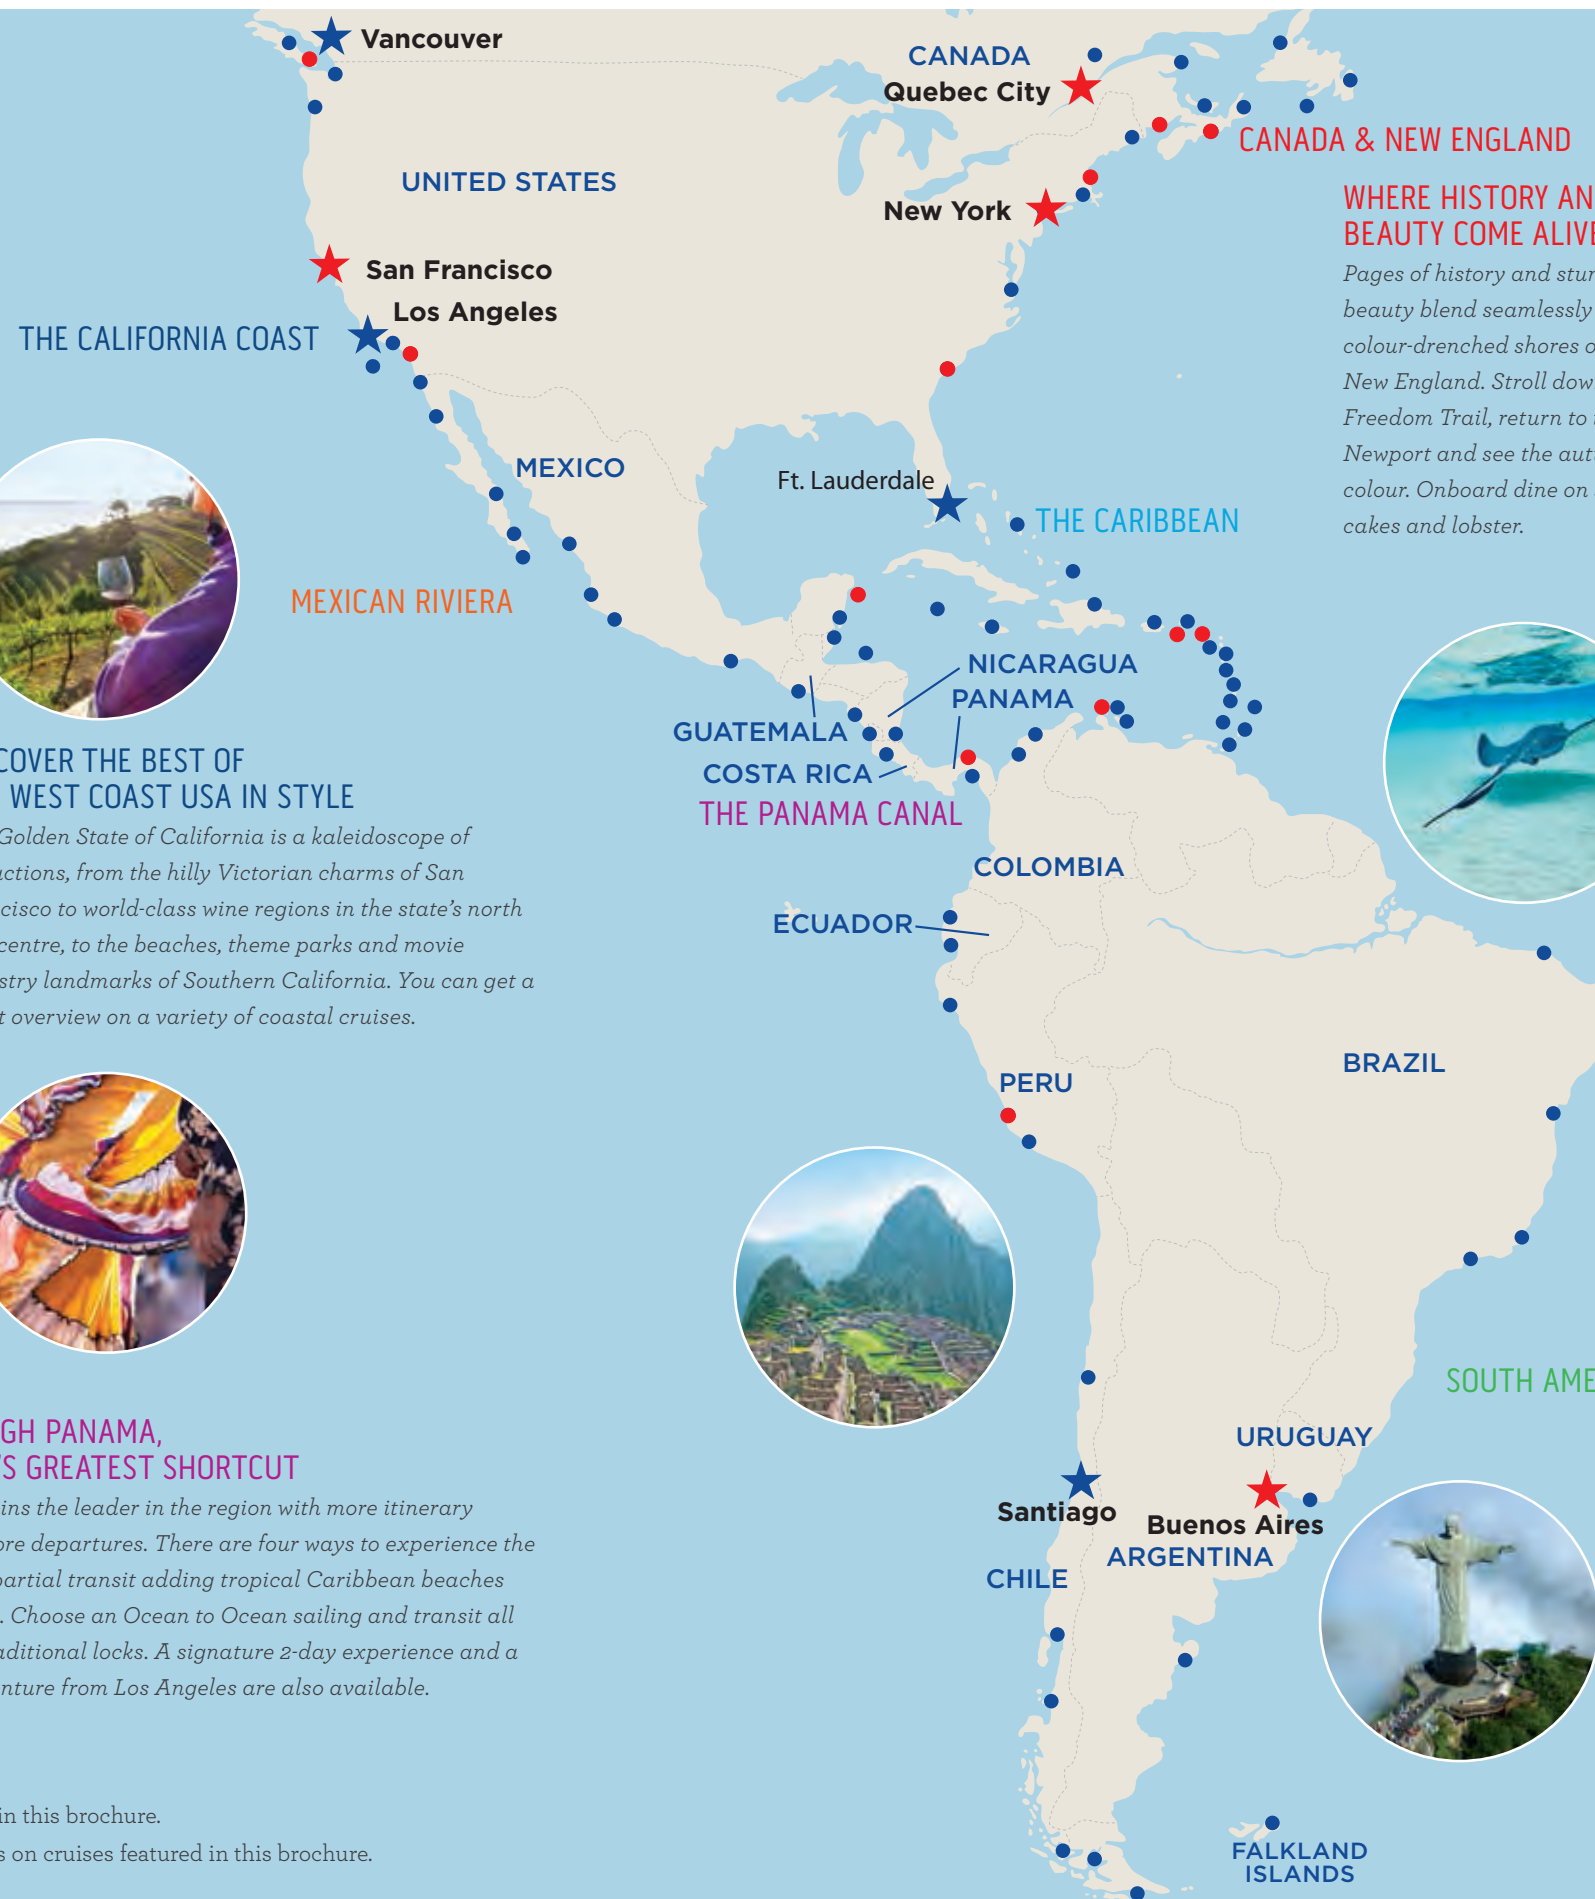 Vancouver
CANADA
Quebec City
CANADA & NEW ENGLAND
UNITED STATES
New York
WHERE HISTORY AN
BEAUTY COME ALIVE
Pages of history and stun
beauty blend seamlessly
colour-drenched shores o
New England. Stroll dow
Freedom Trail, return to
Newport and see the aut
colour. Onboard dine on
cakes and lobster.
San Francisco
Los Angeles
THE CALIFORNIA COAST
MEXICO
Ft. Lauderdale
THE CARIBBEAN
MEXICAN RIVIERA
NICARAGUA
PANAMA
GUATEMALA
COSTA RICA
THE PANAMA CANAL
COVER THE BEST OF
WEST COAST USA IN STYLE
Golden State of California is a kaleidoscope of
actions, from the hilly Victorian charms of San
cisco to world-class wine regions in the state's north
centre, to the beaches, theme parks and movie
stry landmarks of Southern California. You can get a
t overview on a variety of coastal cruises.
COLOMBIA
ECUADOR
BRAZIL
PERU
SOUTH AME
GH PANAMA,
'S GREATEST SHORTCUT
ins the leader in the region with more itinerary
ore departures. There are four ways to experience the
partial transit adding tropical Caribbean beaches
. Choose an Ocean to Ocean sailing and transit all
aditional locks. A signature 2-day experience and a
nture from Los Angeles are also available.
URUGUAY
Santiago
Buenos Aires
ARGENTINA
CHILE
in this brochure.
s on cruises featured in this brochure.
FALKLAND
ISLANDS